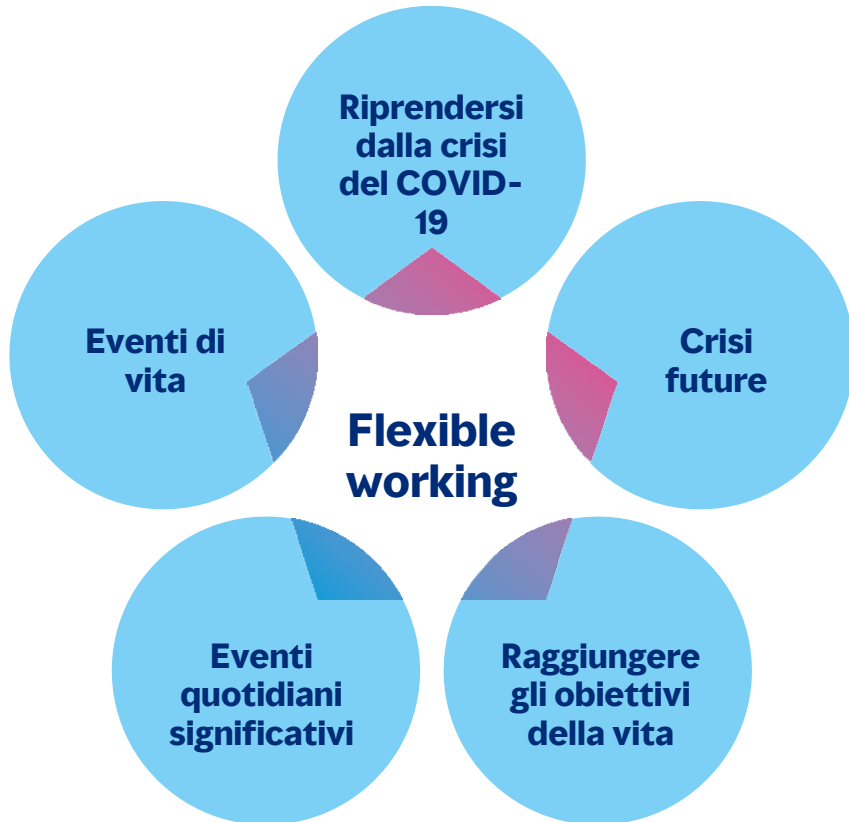 Riprendersi
dalla crisi
del COVID-
19
Eventi di
vita
Crisi
future
Flexible
working
Eventi
quotidiani
significativi
Raggiungere
gli obiettivi
della vita